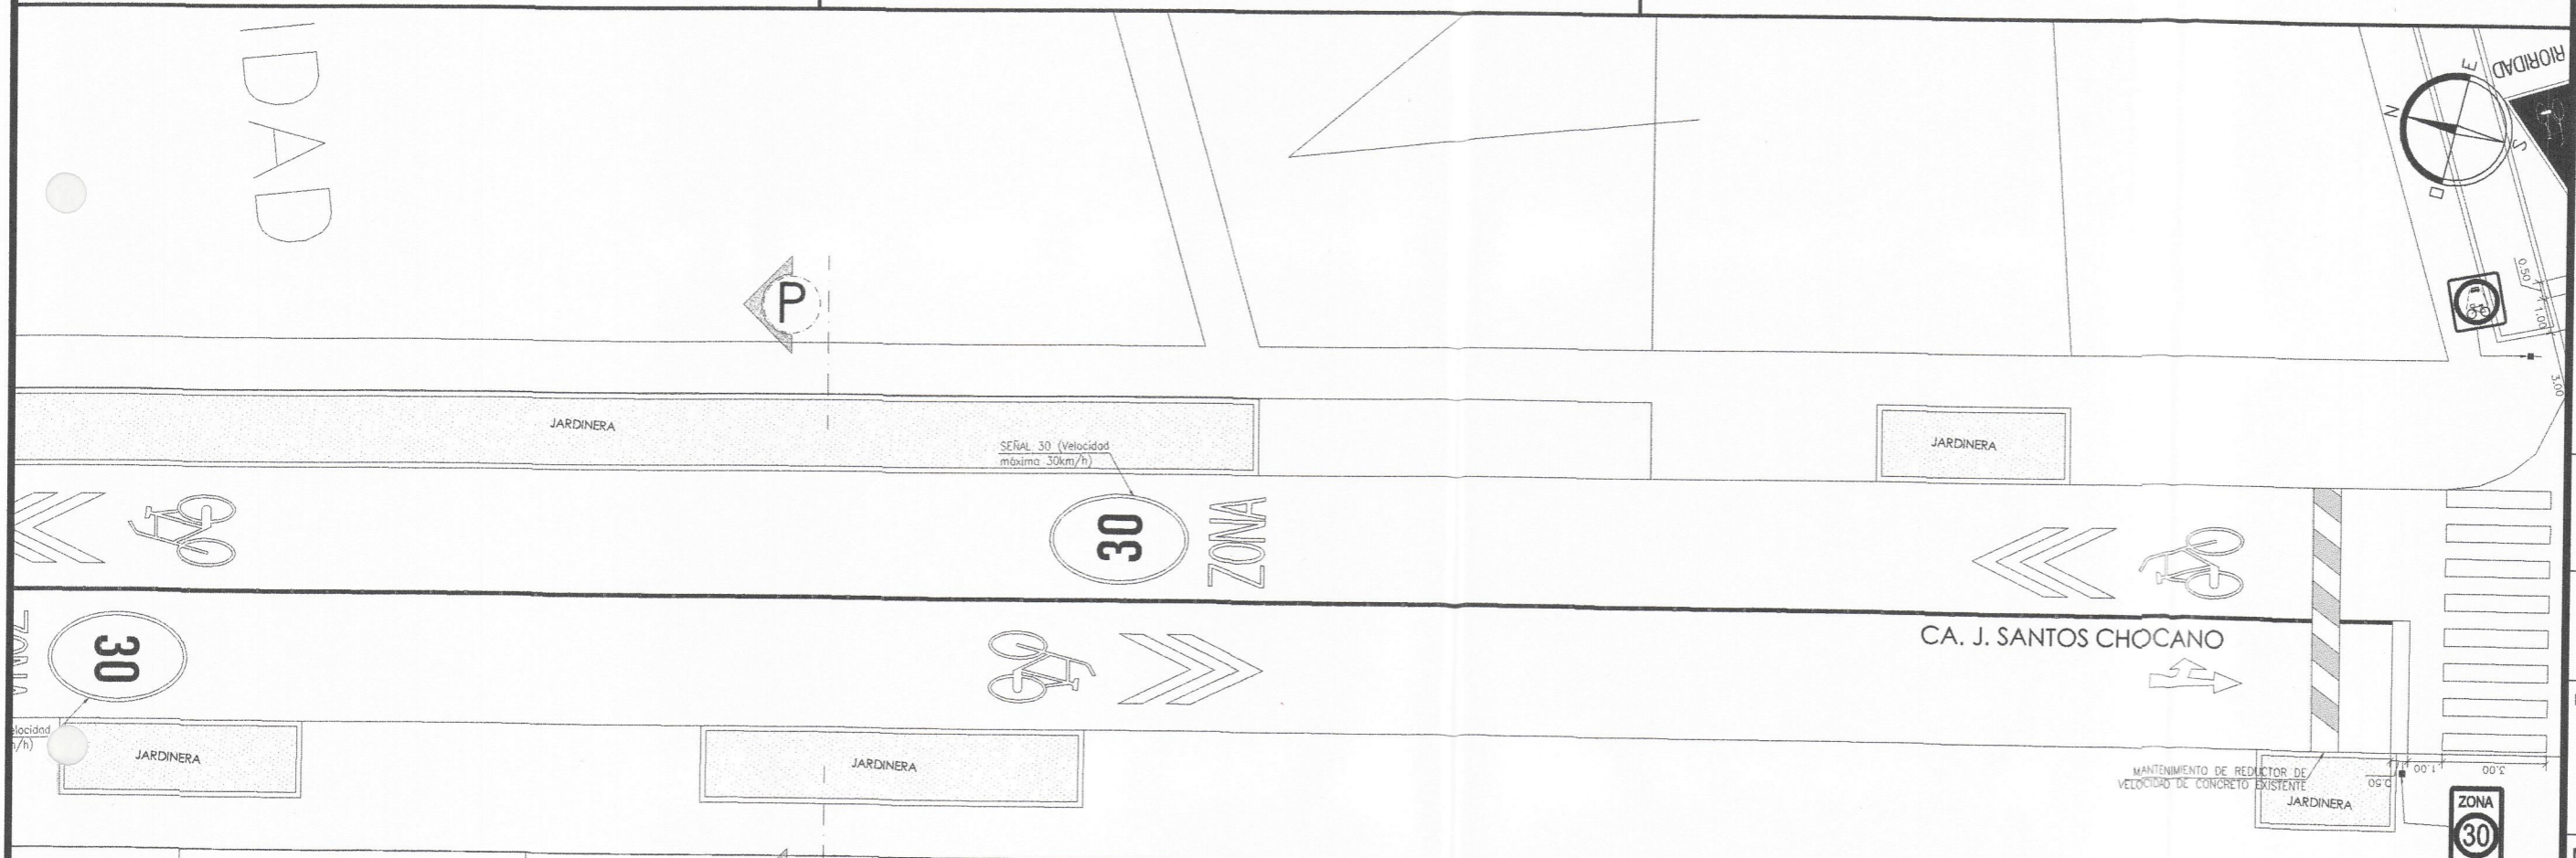 IDAD
RIORIDAD
N
E
S
O
P
0.50
1.00
3.00
JARDINERA
SEÑAL 30 (Velocidad
máxima 30km/h)
JARDINERA
30
ZONA
30
CA. J. SANTOS CHOCANO
elocidad
n/h)
JARDINERA
JARDINERA
MANTENIMIENTO DE REDUCTOR DE
VELOCIDAD DE CONCRETO EXISTENTE
0.50
1.00
3.00
JARDINERA
ZONA
30